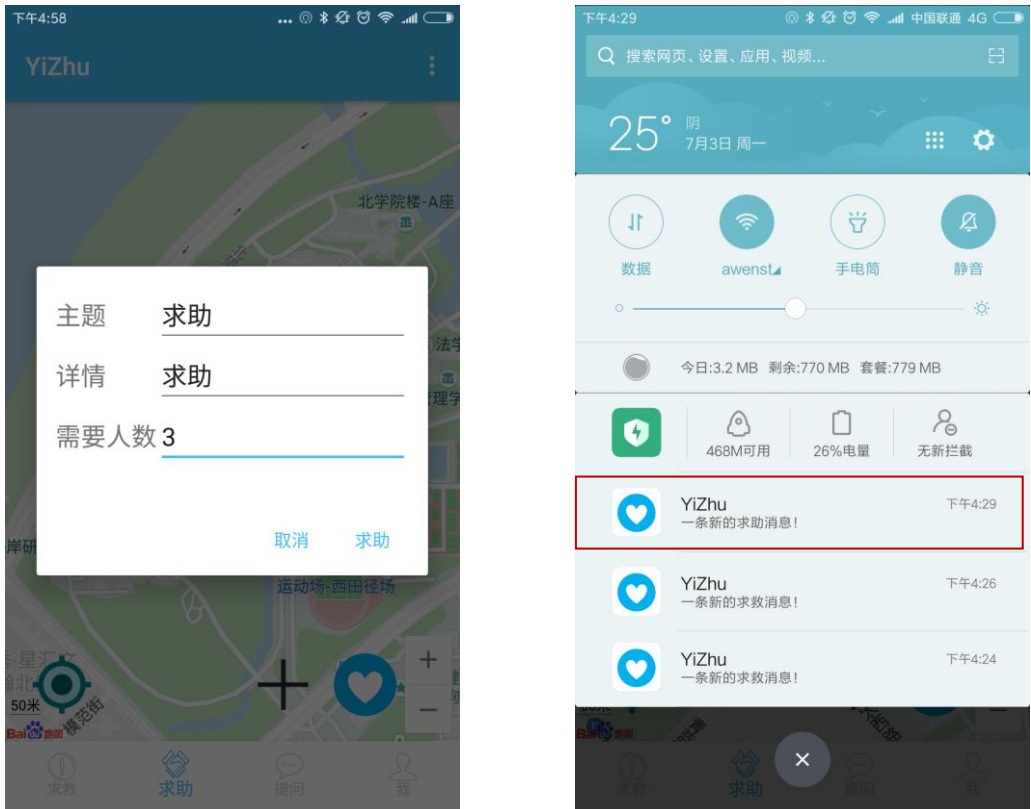 下午4:58
...
YiZhu
北学院楼-A座
主题 求助
详情 求助
需要人数 3
取消 求助
运动场-西田径场
50米
模范街
Bai 地图
求救
求助
提问
我
下午4:29
中国联通 4G
搜索网页、设置、应用、视频...
25°
阴
7月3日 周一
数据
awenst
手电筒
静音
今日:3.2 MB 剩余:770 MB 套餐:779 MB
468M可用
26%电量
无新拦截
YiZhu 下午4:29
一条新的求助消息!
YiZhu 下午4:26
一条新的求救消息!
YiZhu 下午4:24
一条新的求救消息!
求救
求助
提问
我